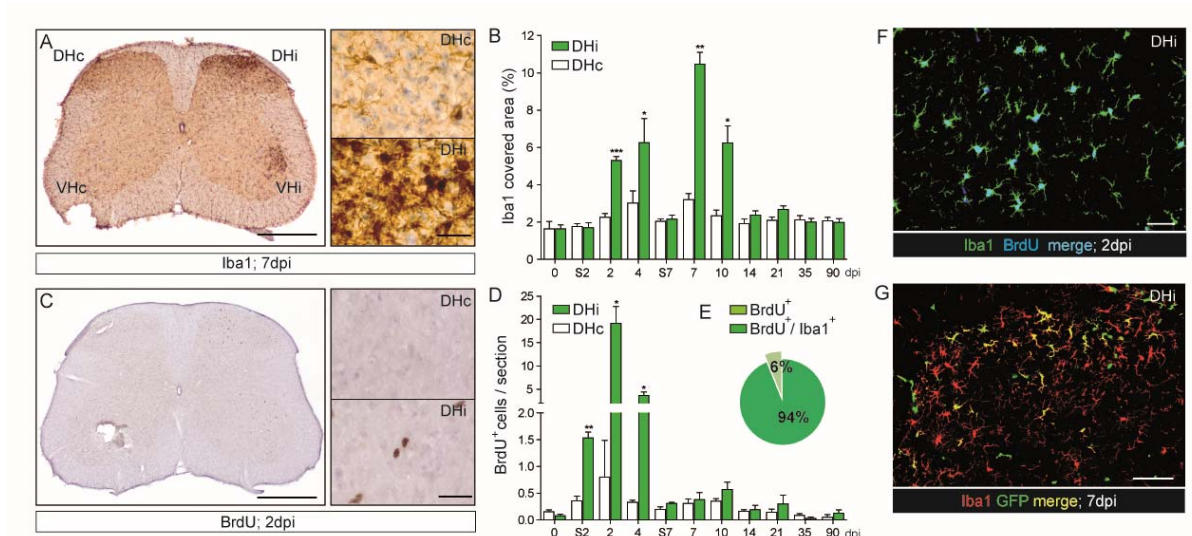 A
DHc
DHi
VHc
VHi
DHc
DHi
Iba1; 7dpi
B
DHi
DHc
Iba1 covered area (%)
12
10
8
6
4
2
0
***
*
**
*
0 S2 2 4 S7 7 10 14 21 35 90 dpi
C
DHc
DHi
BrdU; 2dpi
D
DHi
DHc
BrdU+ cells / section
25
20
15
10
5
2.0
1.5
1.0
0.5
0.0
**
*
*
0 S2 2 4 S7 7 10 14 21 35 90 dpi
E
BrdU+
BrdU+/ Iba1+
6%
94%
F
DHi
Iba1 BrdU merge; 2dpi
G
DHi
Iba1 GFP merge; 7dpi